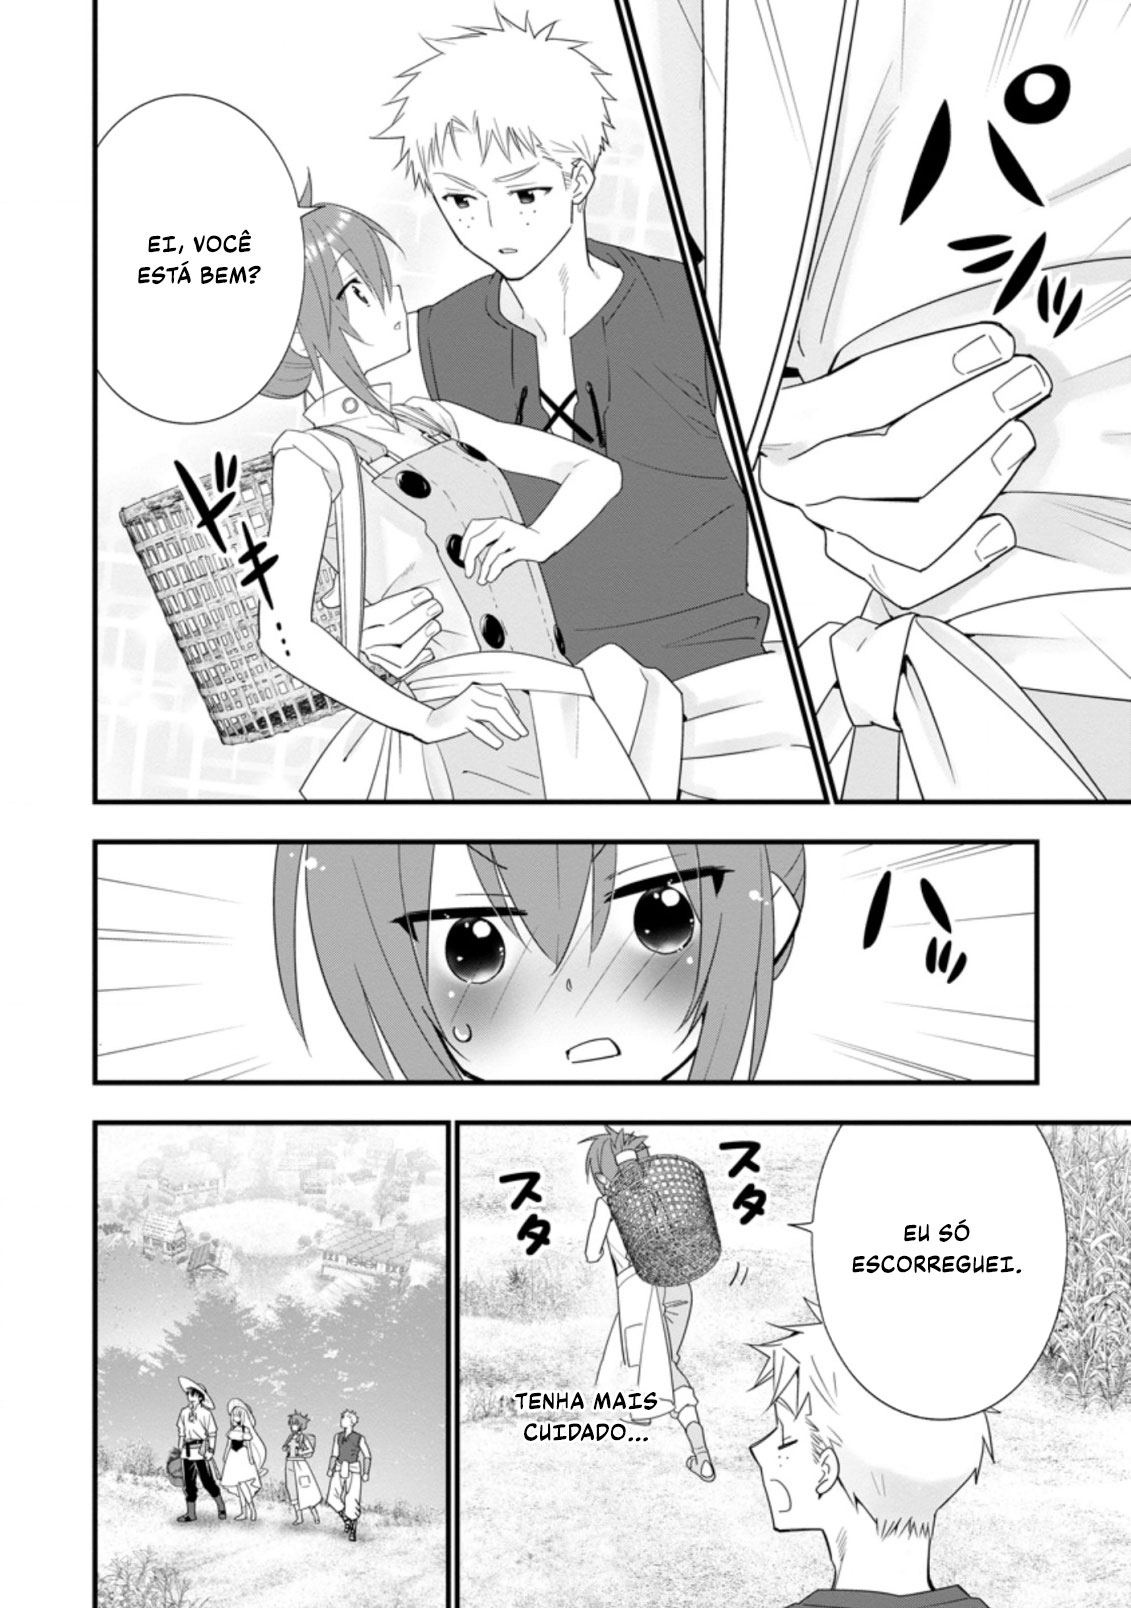 パシッ
EI, VOCÊ
ESTÁ BEM?
ドキ…
パッ
EU SÓ
ESCORREGUEI.
スタ
スタ
TENHA MAIS
CUIDADO...